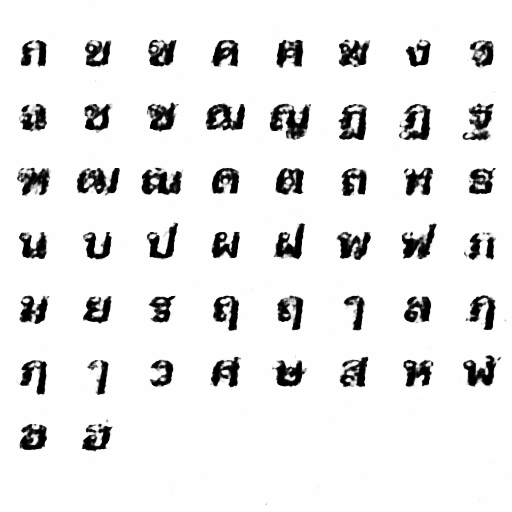 ก ข ฃ ค ฅ ฆ ง จ
ฉ ช ซ ฌ ญ ฎ ฏ ฐ
ฑ ฒ ณ ด ต ถ ท ธ
น บ ป ผ ฝ พ ฟ ภ
ม ย ร ฤ ฤ ๅ ล ฦ
ฦ ๅ ว ศ ษ ส ห ฬ
อ ฮ